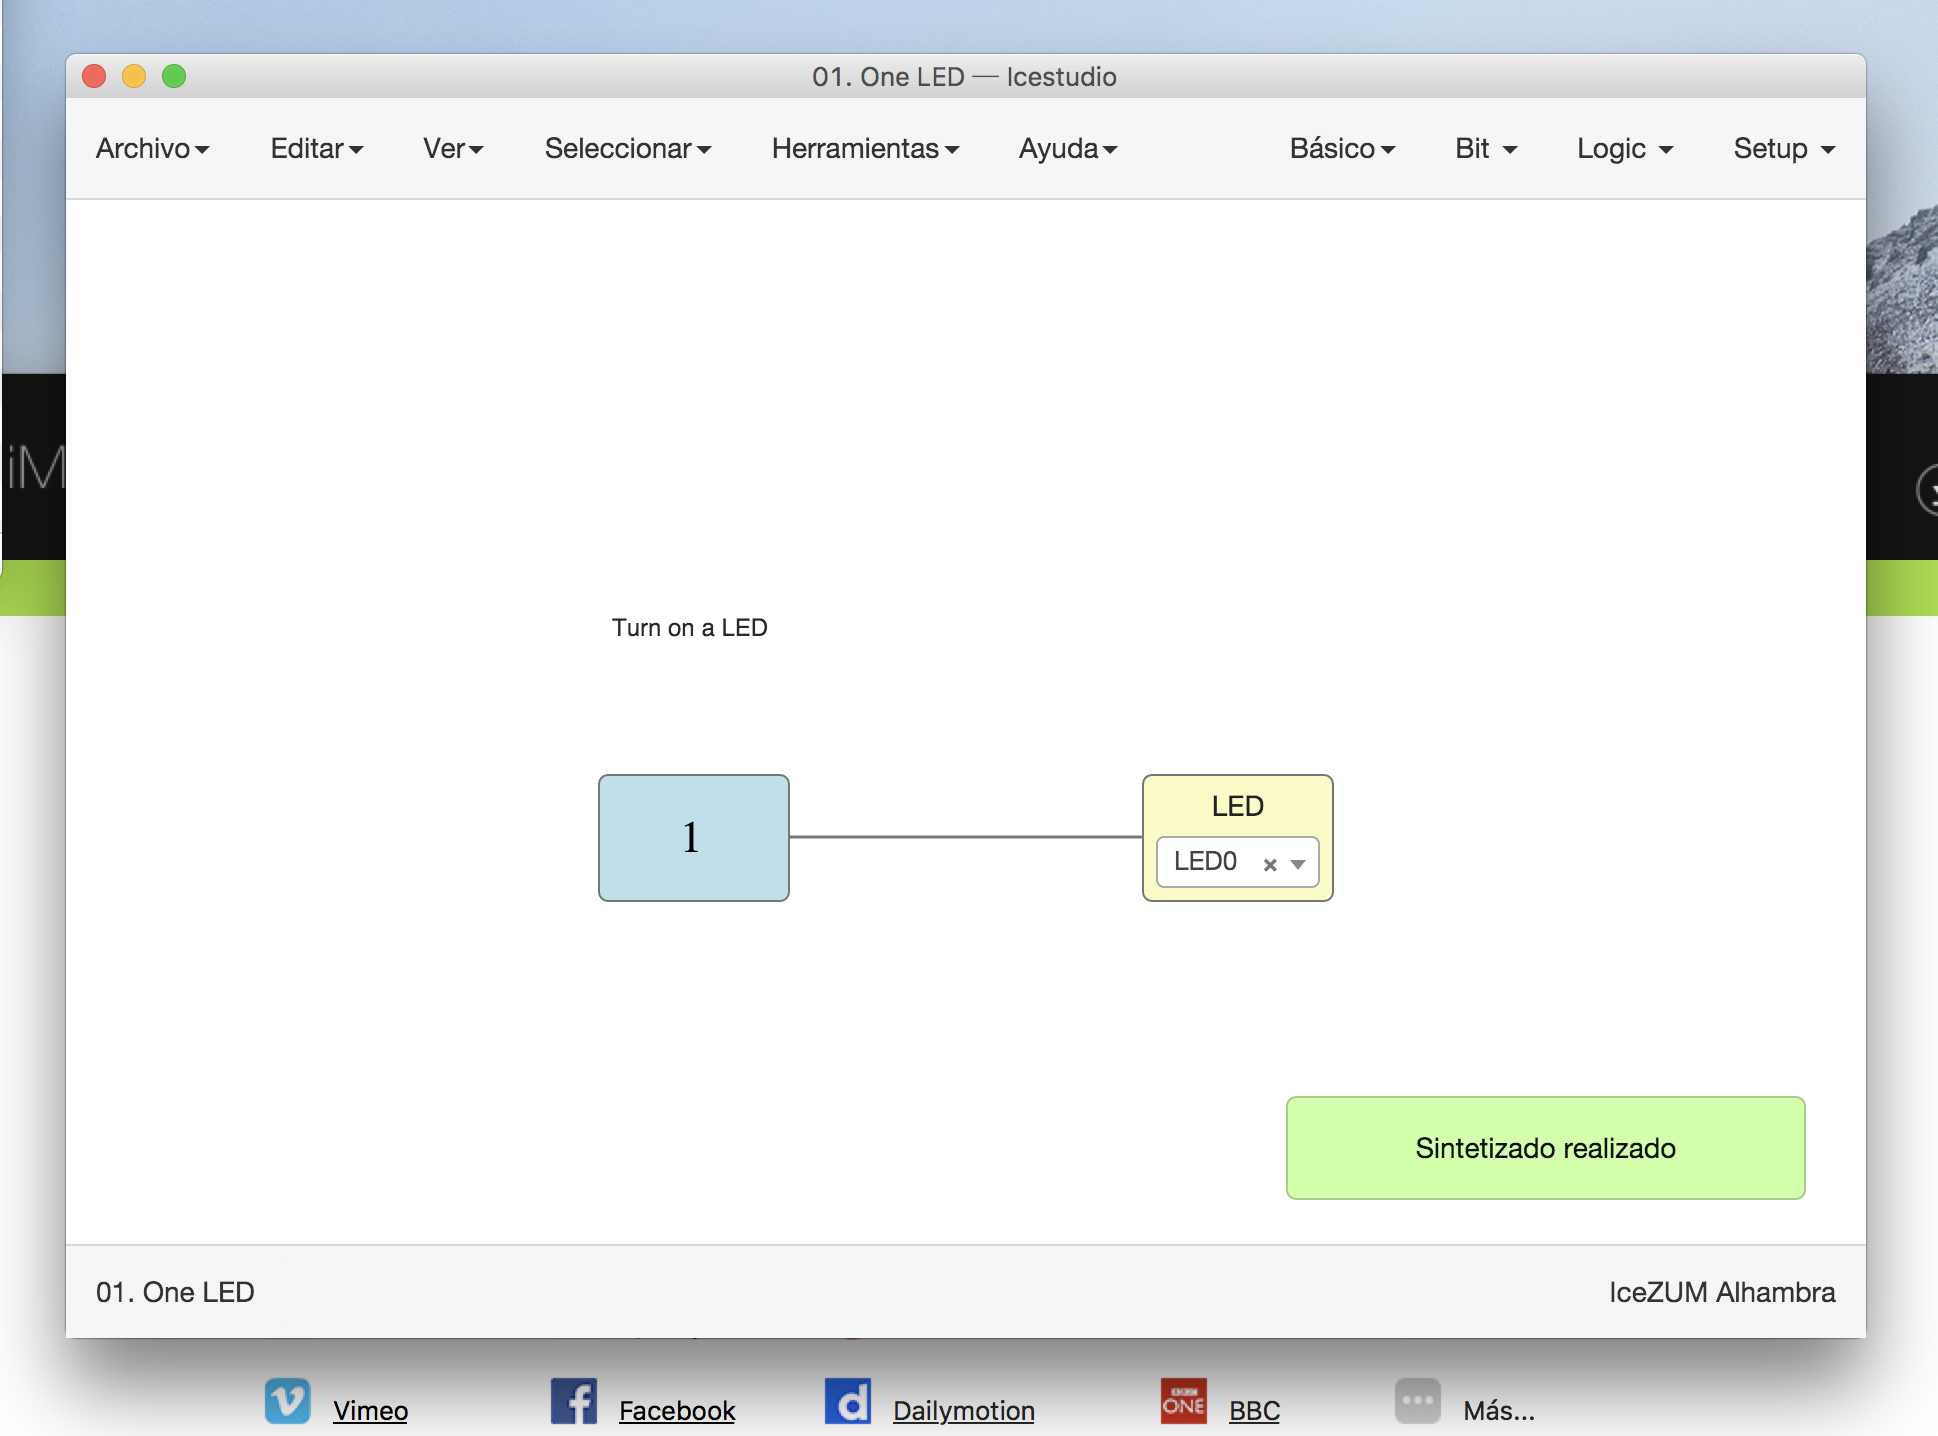 01. One LED — Icestudio
Archivo Editar Ver Seleccionar Herramientas Ayuda Básico Bit Logic Setup
iM
Turn on a LED
1
LED
LED0
Sintetizado realizado
01. One LED IceZUM Alhambra
Vimeo Facebook Dailymotion BBC ONE BBC Más...